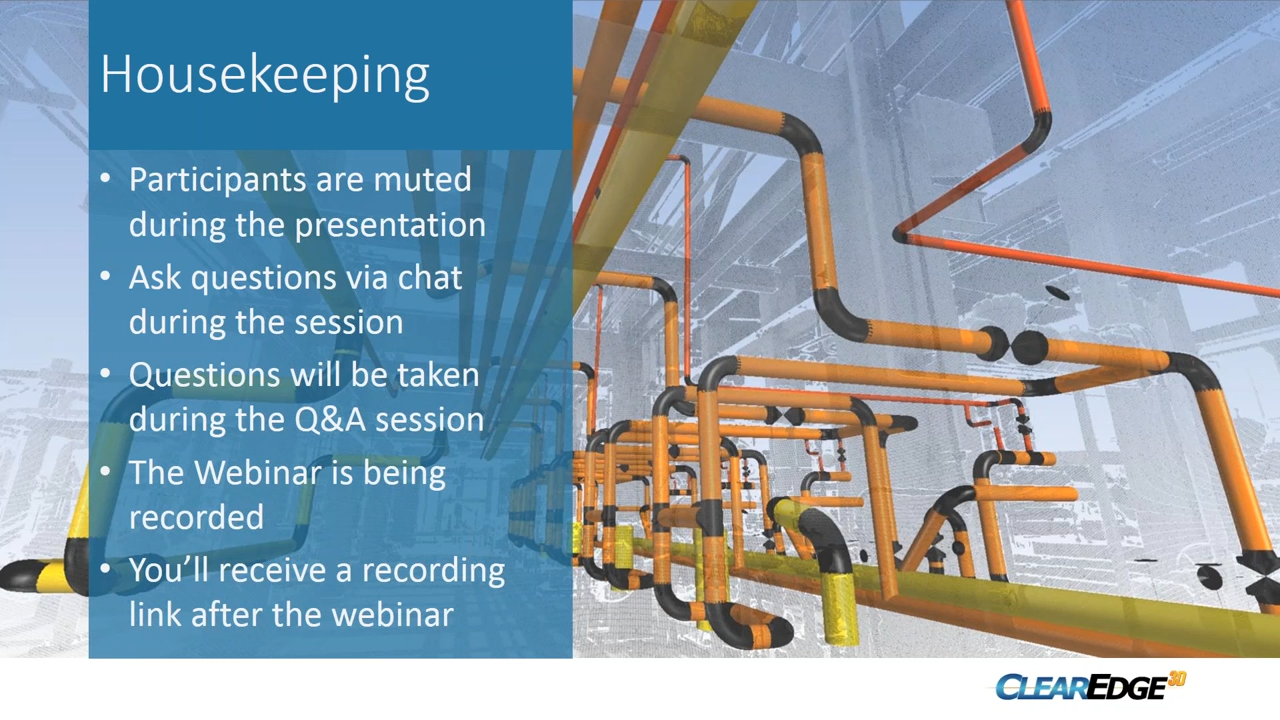 Housekeeping
• Participants are muted
during the presentation
• Ask questions via chat
during the session
• Questions will be taken
during the Q&A session
• The Webinar is being
recorded
• You’ll receive a recording
link after the webinar
CLEAREDGE3D